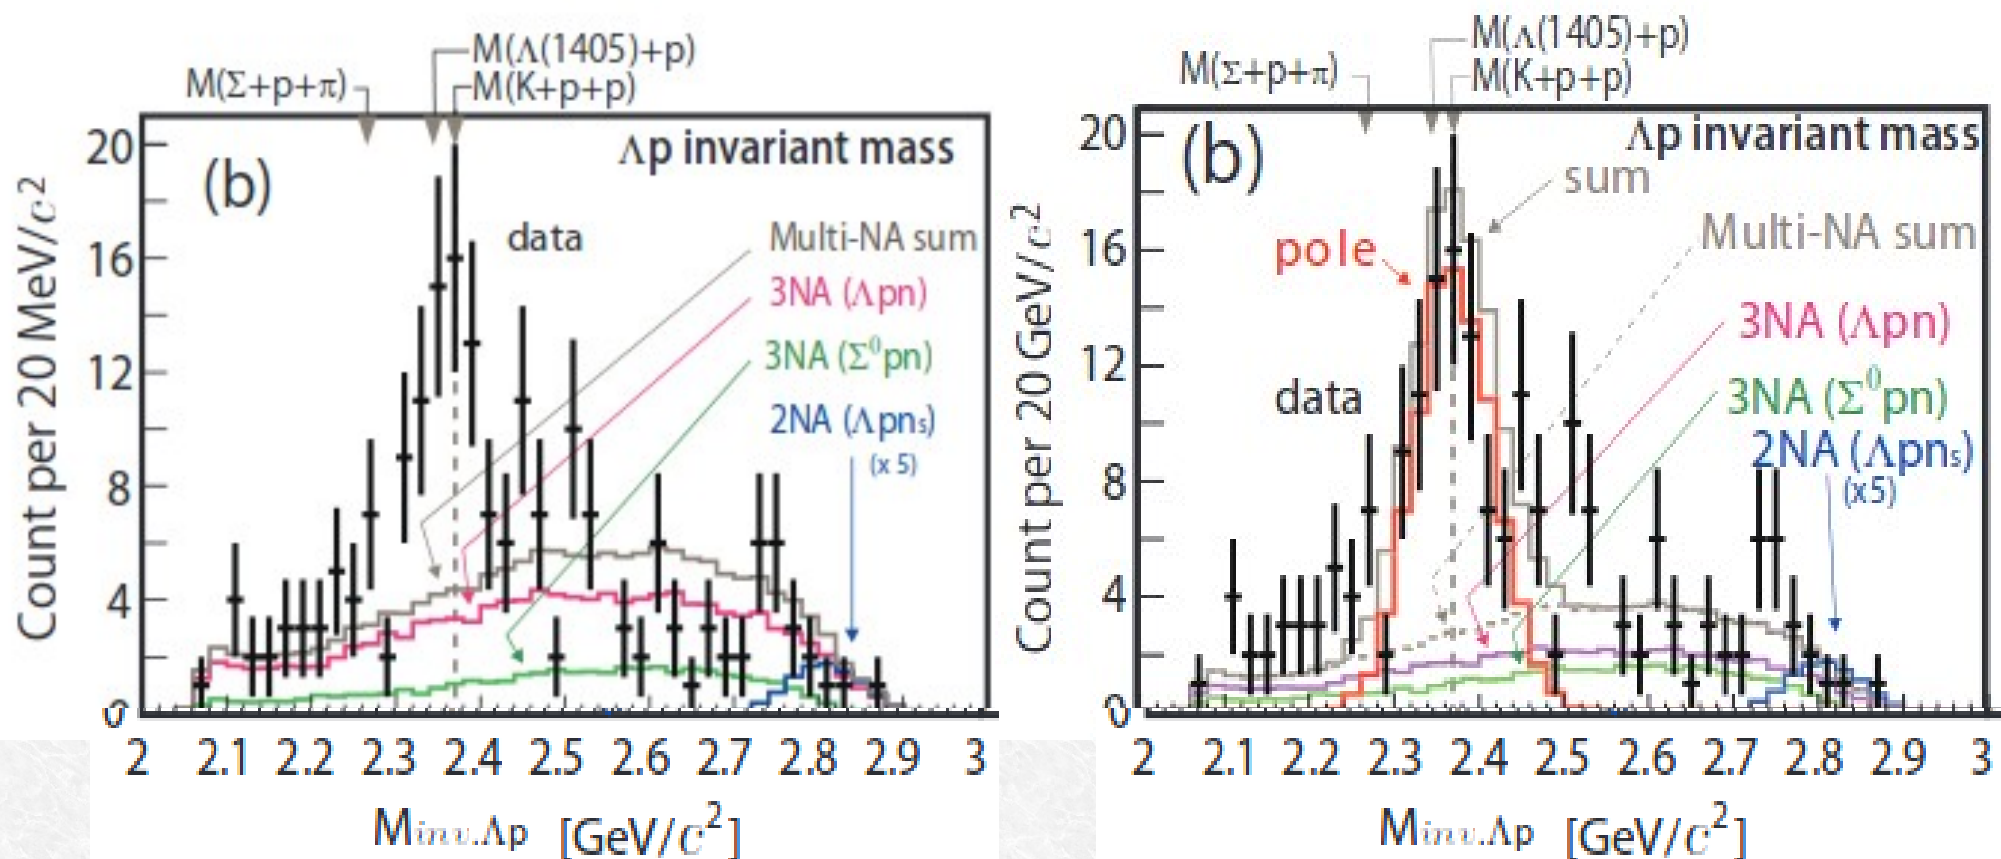 M(Λ(1405)+p)
M(Σ+p+π)
M(K+p+p)
Λp invariant mass
(b)
data
Multi-NA sum
3NA (Λpn)
3NA (Σ⁰pn)
2NA (Λpnₛ)
(x 5)
Count per 20 MeV/c²
20
16
12
8
4
0
2 2.1 2.2 2.3 2.4 2.5 2.6 2.7 2.8 2.9 3
Minv.Λp [GeV/c²]
M(Λ(1405)+p)
M(Σ+p+π)
M(K+p+p)
Λp invariant mass
(b)
sum
pole
Multi-NA sum
3NA (Λpn)
data
3NA (Σ⁰pn)
2NA (Λpnₛ)
(x5)
Count per 20 GeV/c²
20
16
12
8
4
0
2 2.1 2.2 2.3 2.4 2.5 2.6 2.7 2.8 2.9 3
Minv.Λp [GeV/c²]